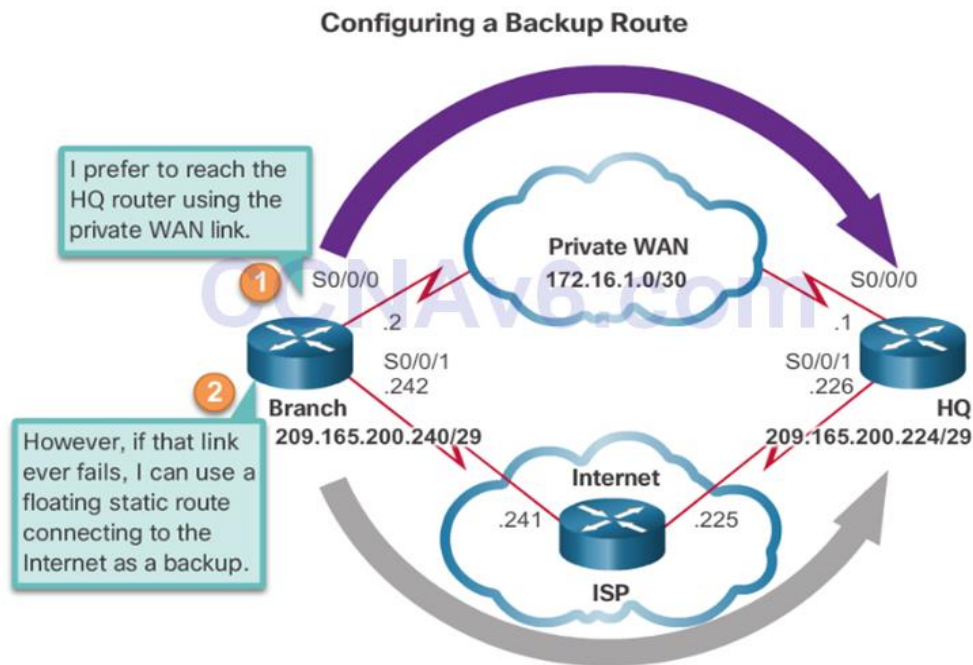 Configuring a Backup Route
I prefer to reach the
HQ router using the
private WAN link.
1
S0/0/0
Private WAN
172.16.1.0/30
S0/0/0
CCNAv6.com
.2
.1
S0/0/1
.242
S0/0/1
.226
2
Branch
HQ
209.165.200.240/29
209.165.200.224/29
However, if that link
ever fails, I can use a
floating static route
connecting to the
Internet as a backup.
Internet
.241
.225
ISP